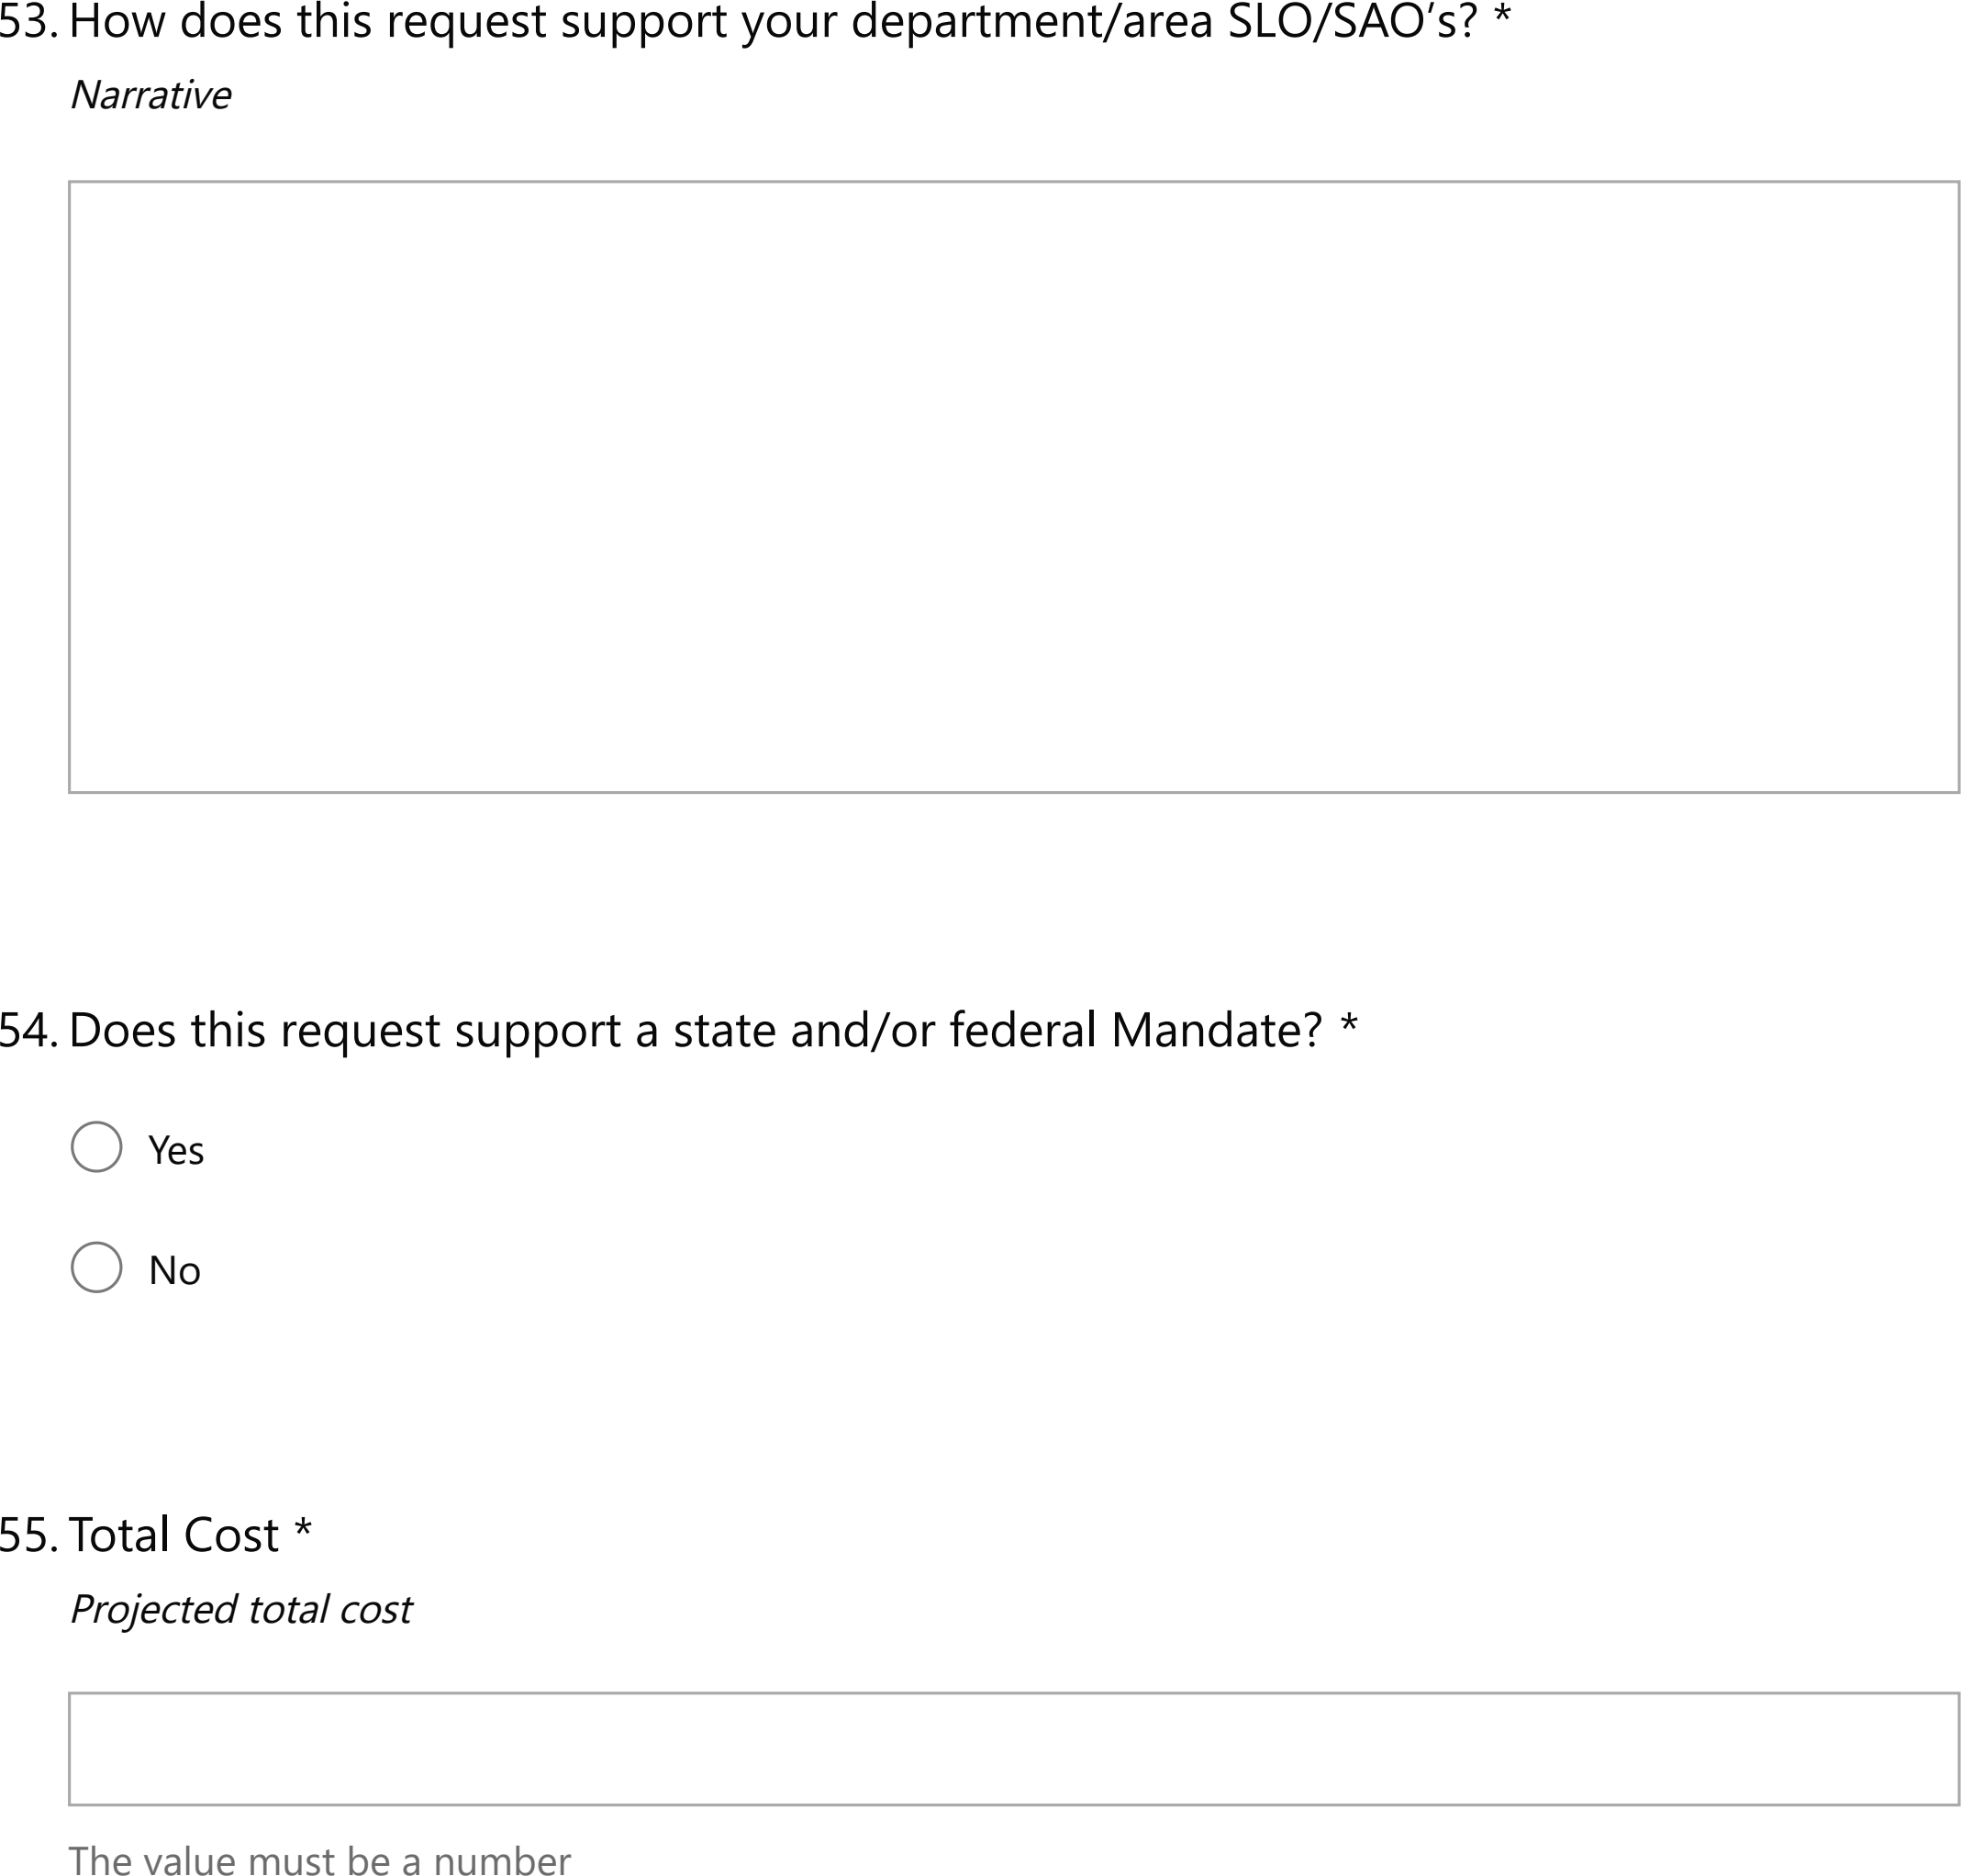 53. How does this request support your department/area SLO/SAO's? *
Narrative
54. Does this request support a state and/or federal Mandate? *
Yes
No
55. Total Cost *
Projected total cost
The value must be a number